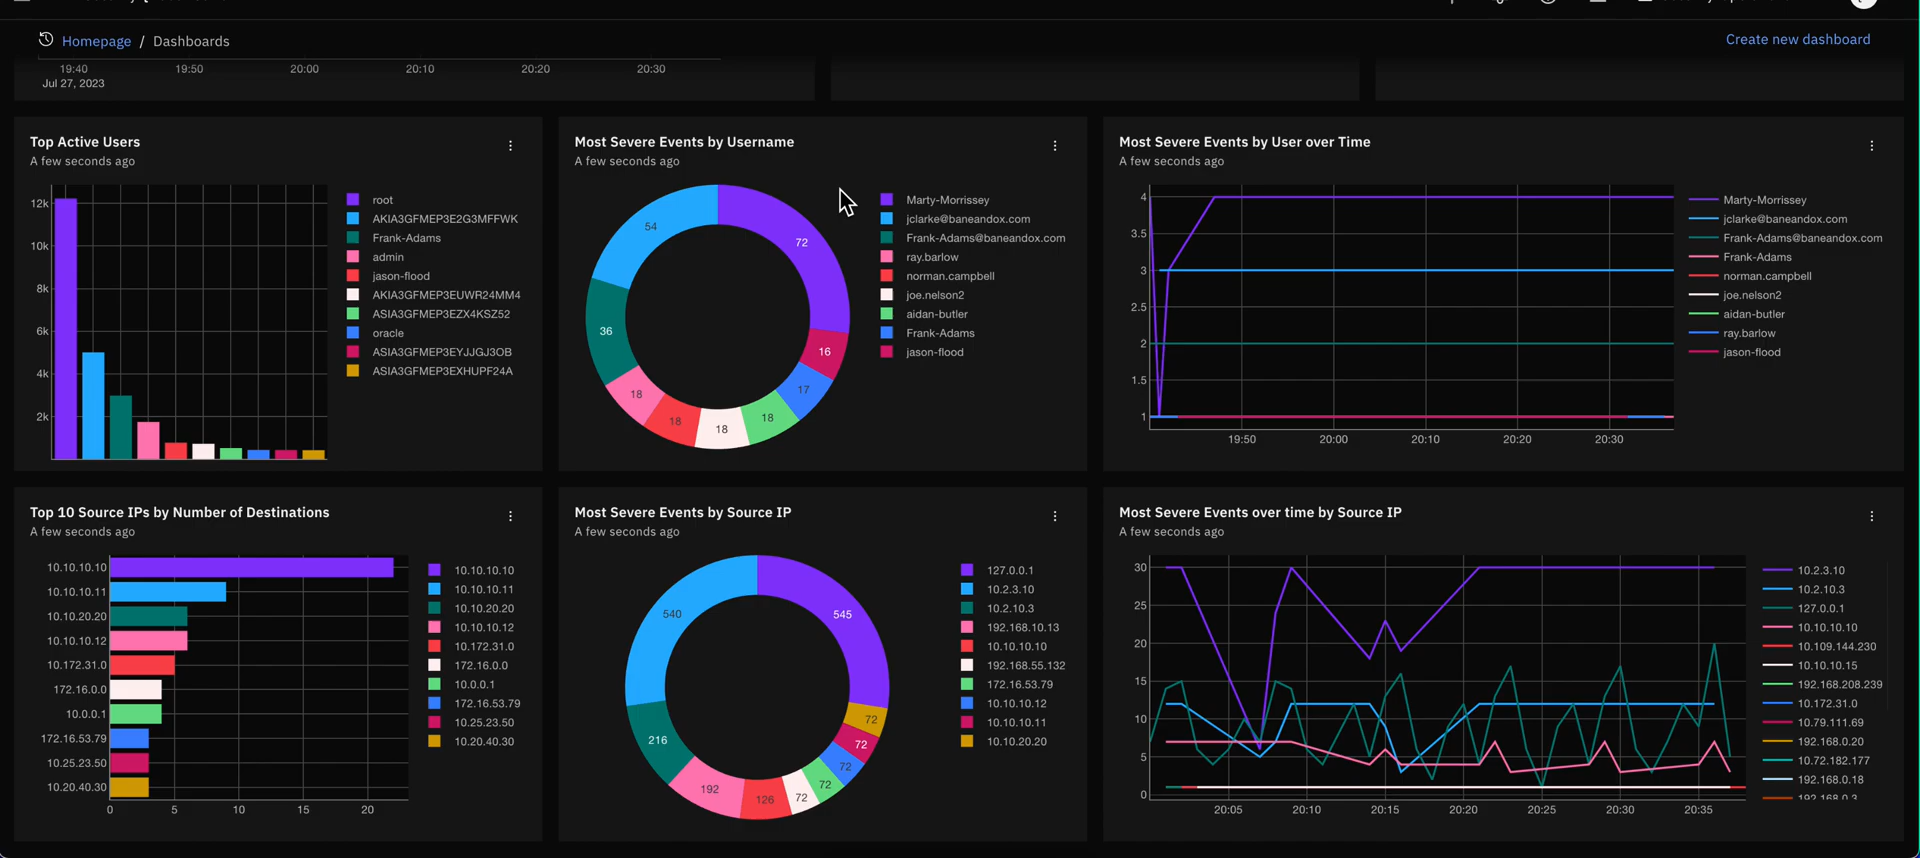 Homepage / Dashboards
Create new dashboard
19:40 19:50 20:00 20:10 20:20 20:30
Jul 27, 2023
Top Active Users
A few seconds ago
12k
10k
8k
6k
4k
2k
root
AKIA3GFMEP3E2G3MFFWK
Frank-Adams
admin
jason-flood
AKIA3GFMEP3EUWR24MM4
ASIA3GFMEP3EZX4KSZ52
oracle
ASIA3GFMEP3EYJJGJ3OB
ASIA3GFMEP3EXHUPF24A
Most Severe Events by Username
A few seconds ago
54
72
36
16
18
17
18
18
18
Marty-Morrissey
jclarke@baneandox.com
Frank-Adams@baneandox.com
ray.barlow
norman.campbell
joe.nelson2
aidan-butler
Frank-Adams
jason-flood
Most Severe Events by User over Time
A few seconds ago
4
3.5
3
2.5
2
1.5
1
19:50 20:00 20:10 20:20 20:30
Marty-Morrissey
jclarke@baneandox.com
Frank-Adams@baneandox.com
Frank-Adams
norman.campbell
joe.nelson2
aidan-butler
ray.barlow
jason-flood
Top 10 Source IPs by Number of Destinations
A few seconds ago
10.10.10.10
10.10.10.11
10.10.20.20
10.10.10.12
10.172.31.0
172.16.0.0
10.0.0.1
172.16.53.79
10.25.23.50
10.20.40.30
0 5 10 15 20
10.10.10.10
10.10.10.11
10.10.20.20
10.10.10.12
10.172.31.0
172.16.0.0
10.0.0.1
172.16.53.79
10.25.23.50
10.20.40.30
Most Severe Events by Source IP
A few seconds ago
540
545
216
72
72
72
192
126
72
72
127.0.0.1
10.2.3.10
10.2.10.3
192.168.10.13
10.10.10.10
192.168.55.132
172.16.53.79
10.10.10.12
10.10.10.11
10.10.20.20
Most Severe Events over time by Source IP
A few seconds ago
30
25
20
15
10
5
0
20:05 20:10 20:15 20:20 20:25 20:30 20:35
10.2.3.10
10.2.10.3
127.0.0.1
10.10.10.10
10.109.144.230
10.10.10.15
192.168.208.239
10.172.31.0
10.79.111.69
192.168.0.20
10.72.182.177
192.168.0.18
192.168.0.3